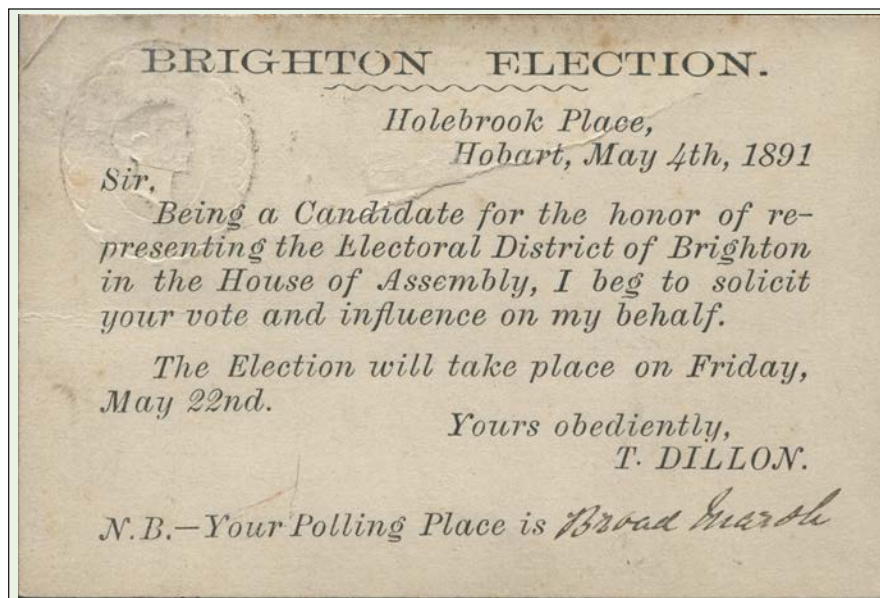 BRIGHTON ELECTION.
Holebrook Place,
Hobart, May 4th, 1891
Sir,
Being a Candidate for the honor of re-
presenting the Electoral District of Brighton
in the House of Assembly, I beg to solicit
your vote and influence on my behalf.
The Election will take place on Friday,
May 22nd.
Yours obediently,
T. DILLON.
N.B.—Your Polling Place is Broad Marsh